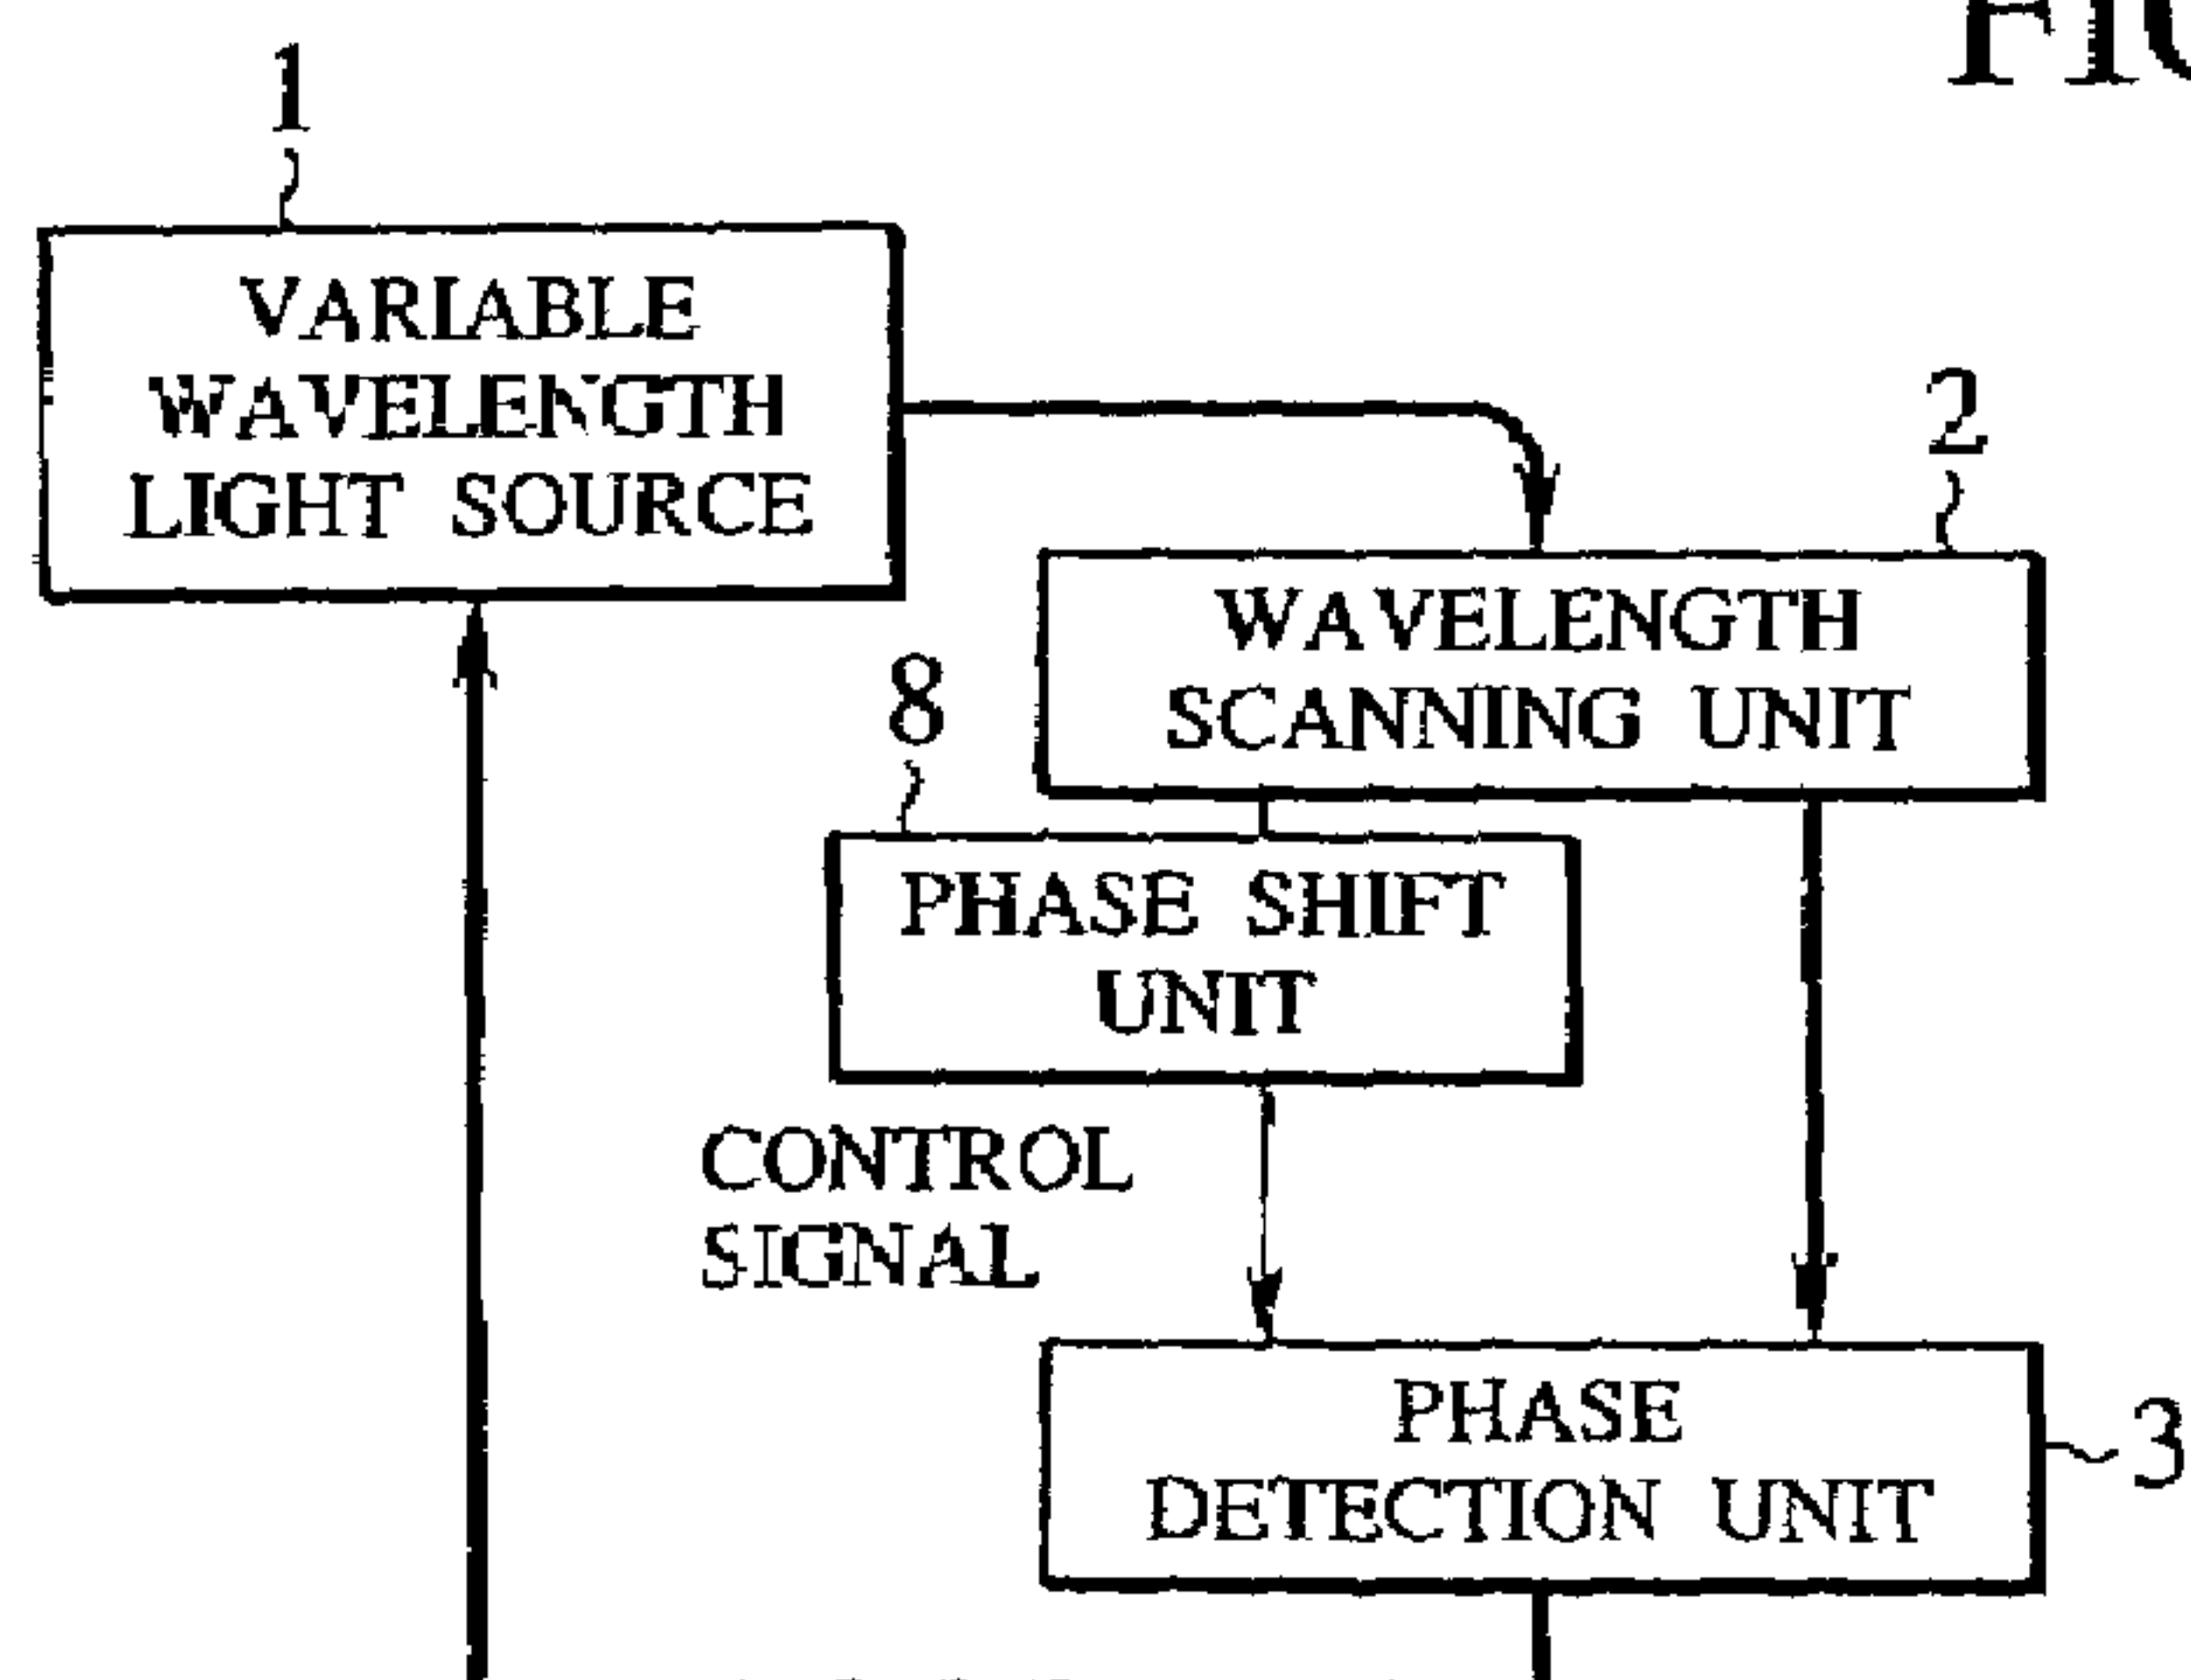 1
VARIABLE
WAVELENGTH
LIGHT SOURCE
2
WAVELENGTH
SCANNING UNIT
8
PHASE SHIFT
UNIT
CONTROL
SIGNAL
PHASE
DETECTION UNIT
3